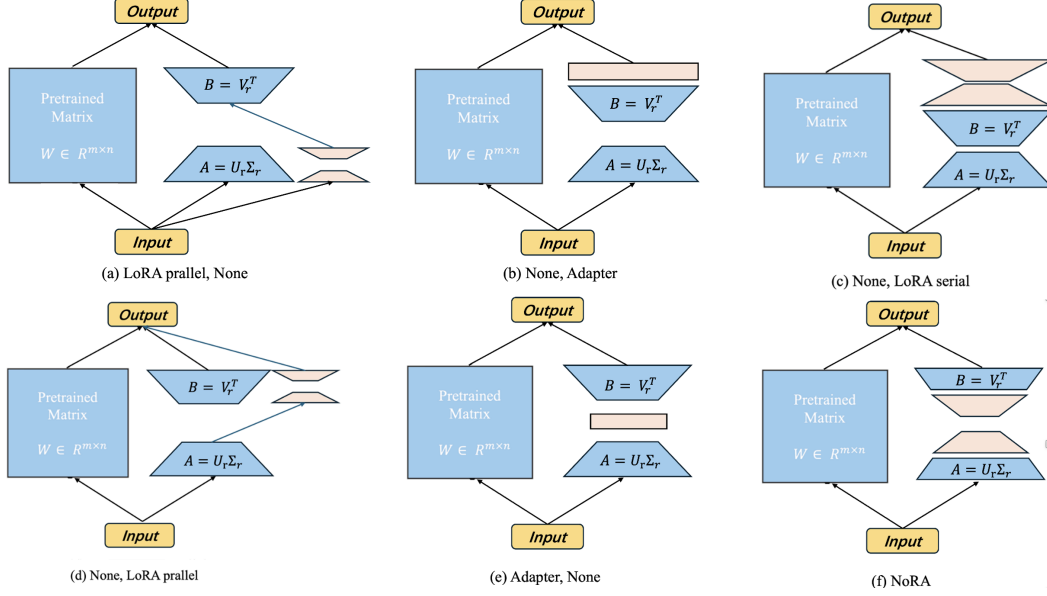 Output
Pretrained
Matrix
W ∈ R^{m×n}
B = V_r^T
A = U_rΣ_r
Input
(a) LoRA prallel, None
Output
Pretrained
Matrix
W ∈ R^{m×n}
B = V_r^T
A = U_rΣ_r
Input
(b) None, Adapter
Output
Pretrained
Matrix
W ∈ R^{m×n}
B = V_r^T
A = U_rΣ_r
Input
(c) None, LoRA serial
Output
Pretrained
Matrix
W ∈ R^{m×n}
B = V_r^T
A = U_rΣ_r
Input
(d) None, LoRA prallel
Output
Pretrained
Matrix
W ∈ R^{m×n}
B = V_r^T
A = U_rΣ_r
Input
(e) Adapter, None
Output
Pretrained
Matrix
W ∈ R^{m×n}
B = V_r^T
A = U_rΣ_r
Input
(f) NoRA